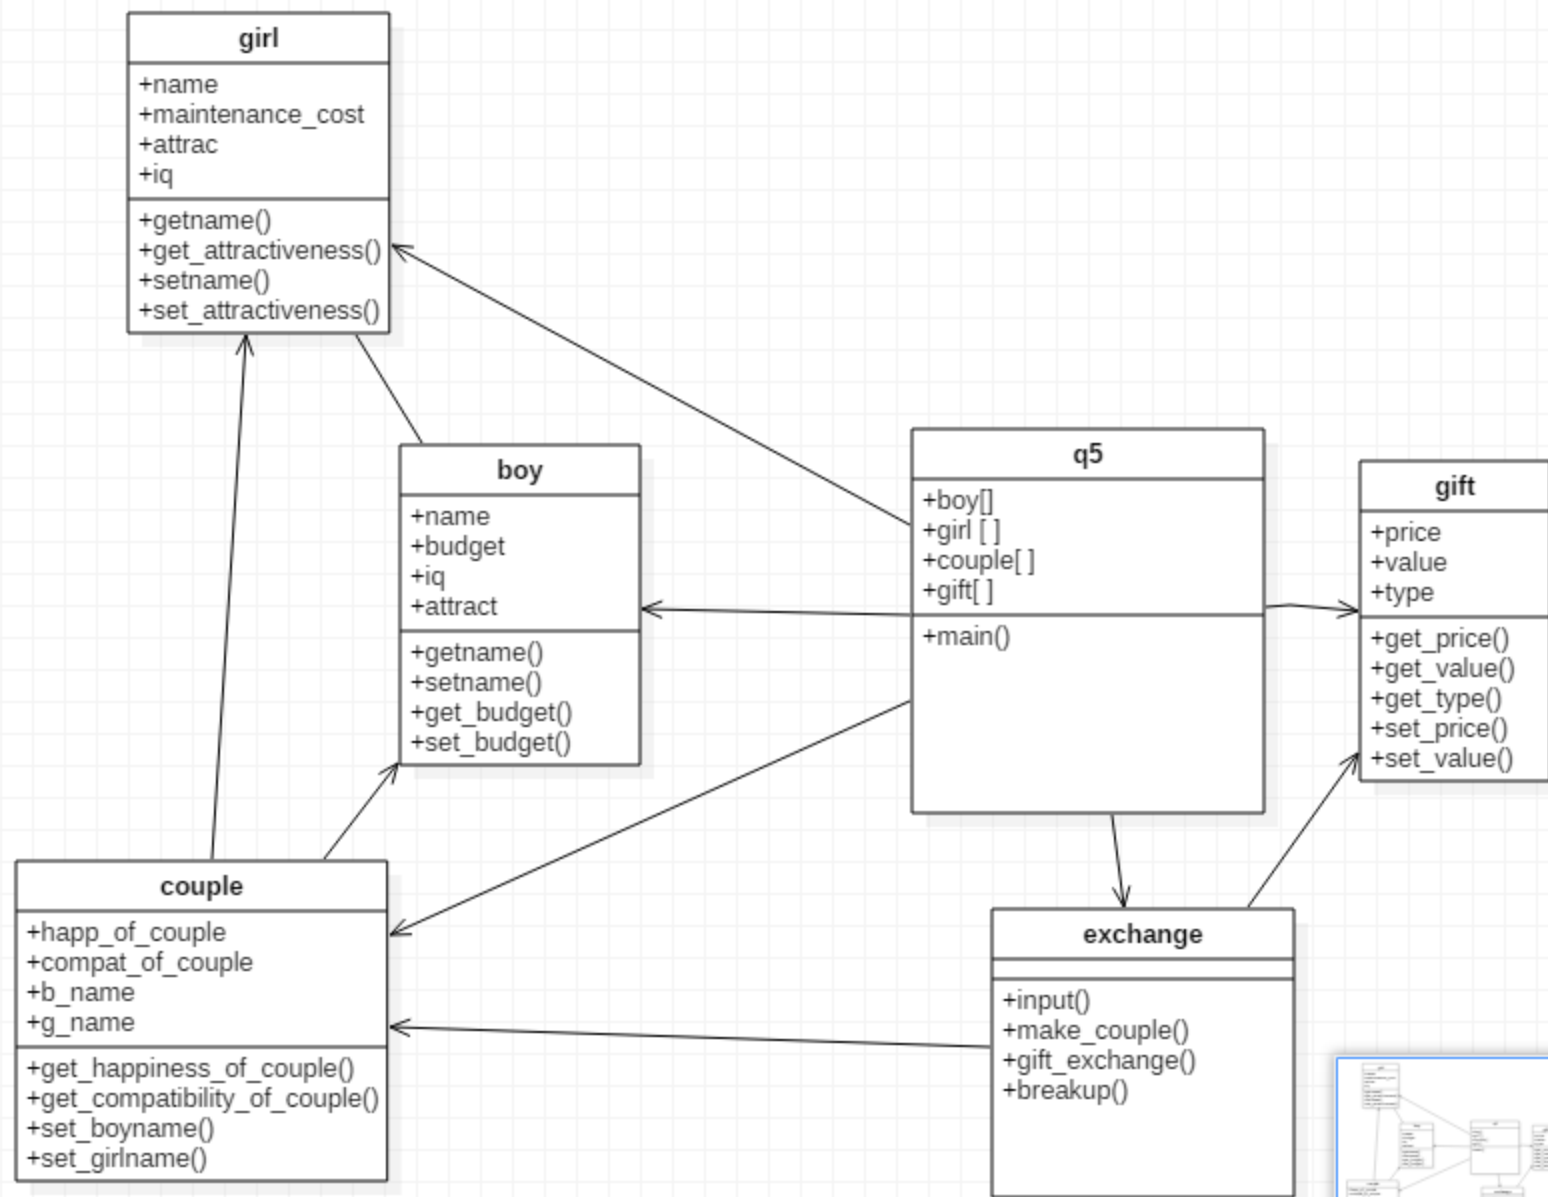 girl
+name
+maintenance_cost
+attrac
+iq
+getname()
+get_attractiveness()
+setname()
+set_attractiveness()
boy
+name
+budget
+iq
+attract
+getname()
+setname()
+get_budget()
+set_budget()
q5
+boy[]
+girl [ ]
+couple[ ]
+gift[ ]
+main()
gift
+price
+value
+type
+get_price()
+get_value()
+get_type()
+set_price()
+set_value()
couple
+happ_of_couple
+compat_of_couple
+b_name
+g_name
+get_happiness_of_couple()
+get_compatibility_of_couple()
+set_boyname()
+set_girlname()
exchange
+input()
+make_couple()
+gift_exchange()
+breakup()